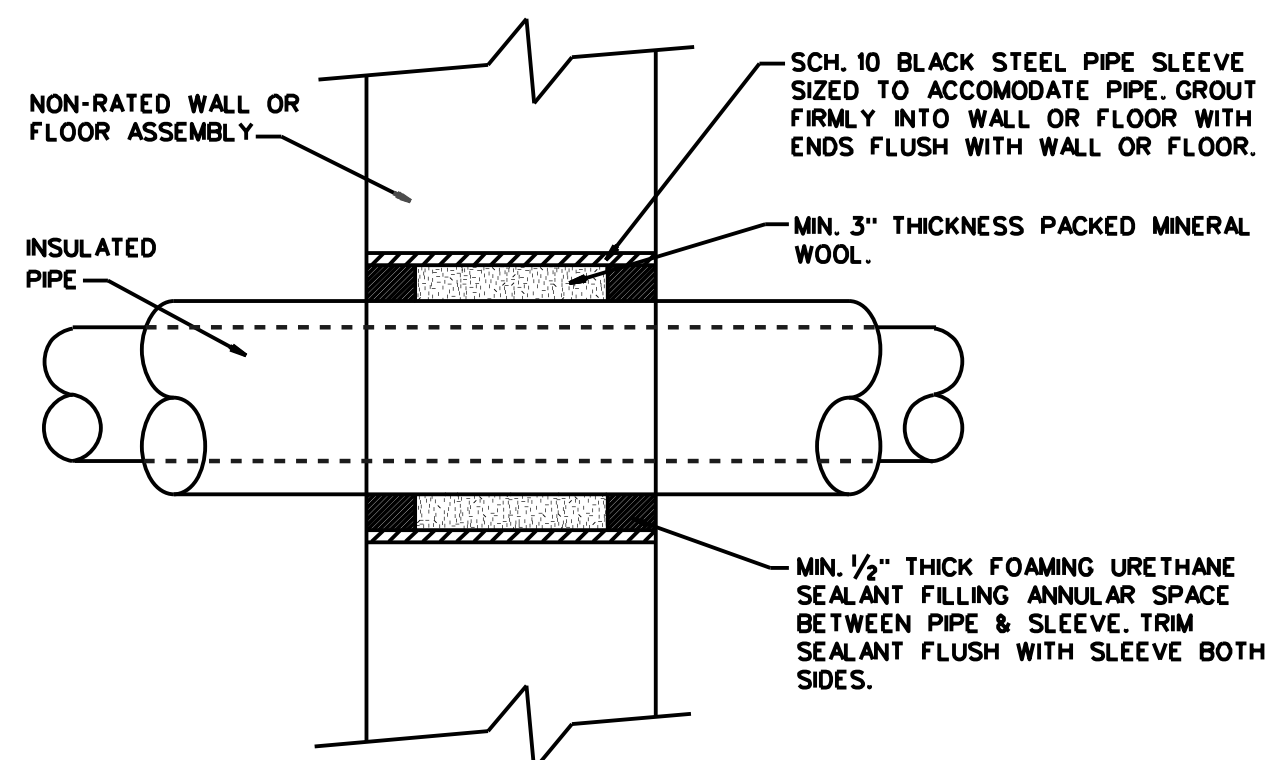 NON-RATED WALL OR
FLOOR ASSEMBLY
INSULATED
PIPE
SCH. 10 BLACK STEEL PIPE SLEEVE
SIZED TO ACCOMODATE PIPE. GROUT
FIRMLY INTO WALL OR FLOOR WITH
ENDS FLUSH WITH WALL OR FLOOR.
MIN. 3" THICKNESS PACKED MINERAL
WOOL.
MIN. 1/2" THICK FOAMING URETHANE
SEALANT FILLING ANNULAR SPACE
BETWEEN PIPE & SLEEVE. TRIM
SEALANT FLUSH WITH SLEEVE BOTH
SIDES.